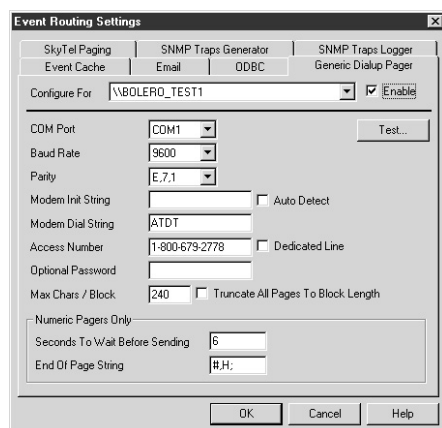 Event Routing Settings
SkyTel Paging SNMP Traps Generator SNMP Traps Logger
Event Cache Email ODBC Generic Dialup Pager
Configure For \\BOLERO_TEST1 Enable
COM Port COM1 Test...
Baud Rate 9600
Parity E,7,1
Modem Init String Auto Detect
Modem Dial String ATDT
Access Number 1-800-679-2778 Dedicated Line
Optional Password
Max Chars / Block 240 Truncate All Pages To Block Length
Numeric Pagers Only
Seconds To Wait Before Sending 6
End Of Page String #,H;
OK Cancel Help